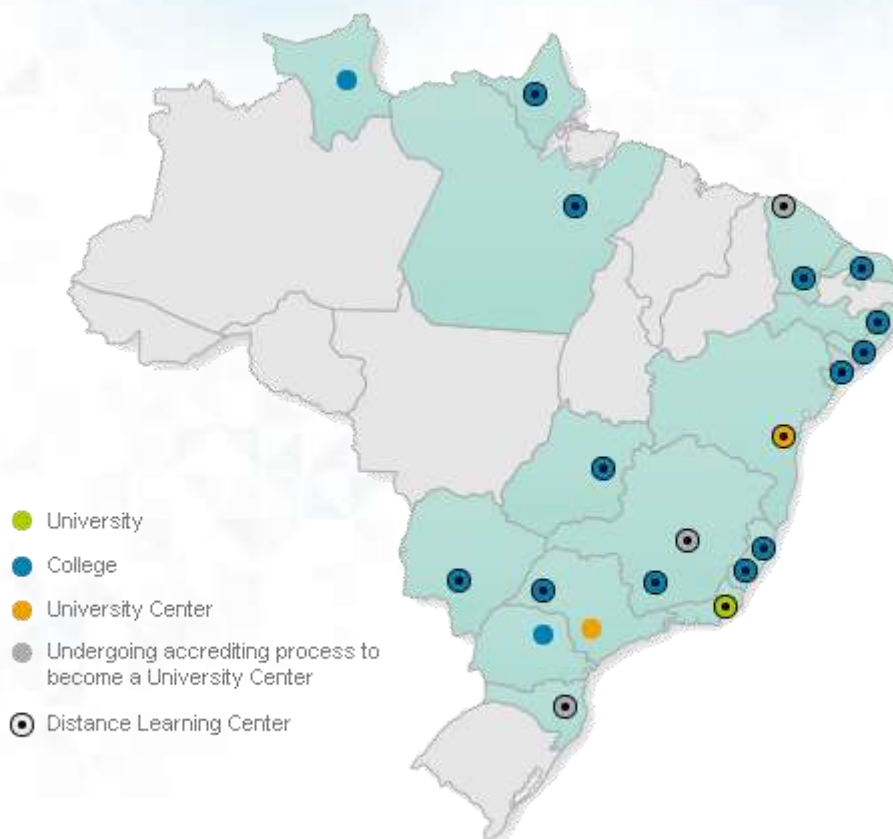 University
College
University Center
Undergoing accrediting process to
become a University Center
Distance Learning Center